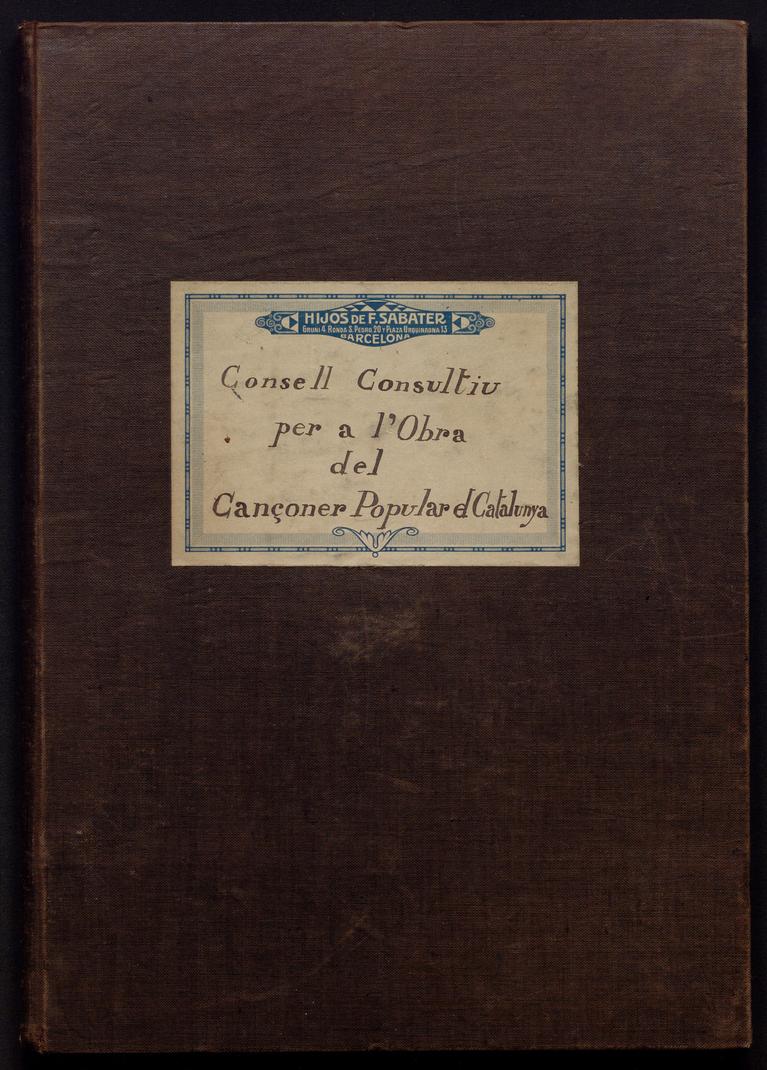 HIJOS DE F. SABATER
Gruni 4 Ronda S. Pedro 20 y Plaza Urquinaona 13
BARCELONA
Consell Consultiu
per a l'Obra
del
Cançoner Popular d Catalunya